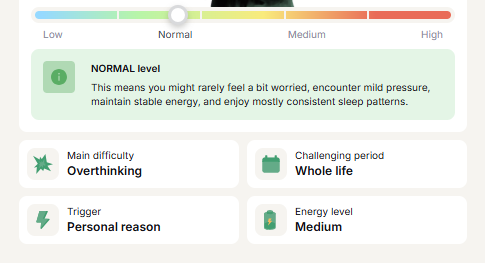 Low Normal Medium High
NORMAL level
This means you might rarely feel a bit worried, encounter mild pressure,
maintain stable energy, and enjoy mostly consistent sleep patterns.
Main difficulty
Overthinking
Challenging period
Whole life
Trigger
Personal reason
Energy level
Medium